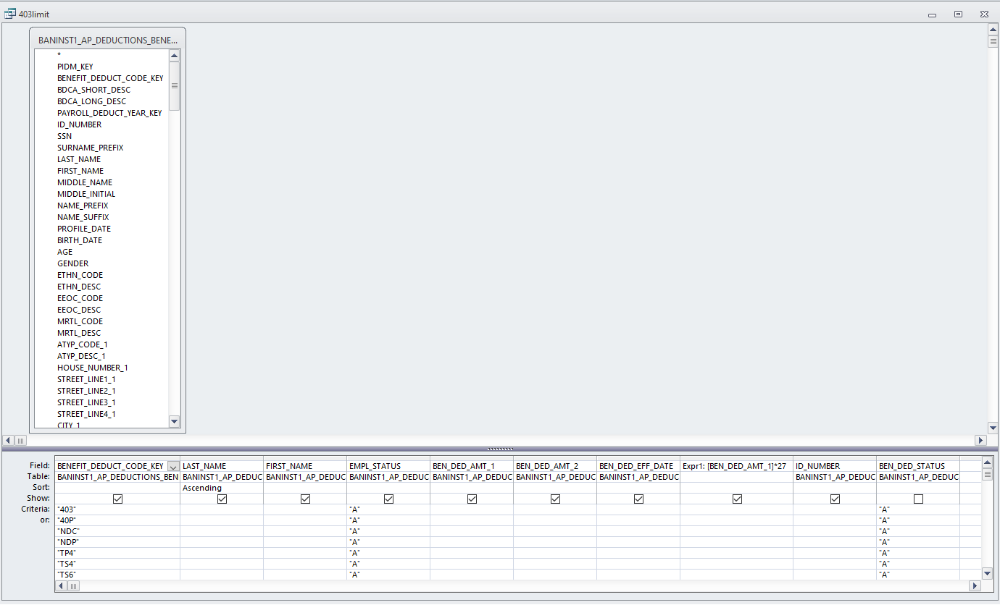 403limit
BANINST1_AP_DEDUCTIONS_BENE...
*
PIDM_KEY
BENEFIT_DEDUCT_CODE_KEY
BDCA_SHORT_DESC
BDCA_LONG_DESC
PAYROLL_DEDUCT_YEAR_KEY
ID_NUMBER
SSN
SURNAME_PREFIX
LAST_NAME
FIRST_NAME
MIDDLE_NAME
MIDDLE_INITIAL
NAME_PREFIX
NAME_SUFFIX
PROFILE_DATE
BIRTH_DATE
AGE
GENDER
ETHN_CODE
ETHN_DESC
EEOC_CODE
EEOC_DESC
MRTL_CODE
MRTL_DESC
ATYP_CODE_1
ATYP_DESC_1
HOUSE_NUMBER_1
STREET_LINE1_1
STREET_LINE2_1
STREET_LINE3_1
STREET_LINE4_1
CITY_1
Field: BENEFIT_DEDUCT_CODE_KEY LAST_NAME FIRST_NAME EMPL_STATUS BEN_DED_AMT_1 BEN_DED_AMT_2 BEN_DED_EFF_DATE Expr1: [BEN_DED_AMT_1]*27 ID_NUMBER BEN_DED_STATUS
Table: BANINST1_AP_DEDUCTIONS_BEN BANINST1_AP_DEDUC BANINST1_AP_DEDUC BANINST1_AP_DEDUC BANINST1_AP_DEDUC BANINST1_AP_DEDUC BANINST1_AP_DEDUC BANINST1_AP_DEDUC BANINST1_AP_DEDUC
Sort: Ascending
Show:
Criteria: "403" "A" "A"
or: "40P" "A" "A"
"NDC" "A" "A"
"NDP" "A" "A"
"TP4" "A" "A"
"TS4" "A" "A"
"TS6" "A" "A"